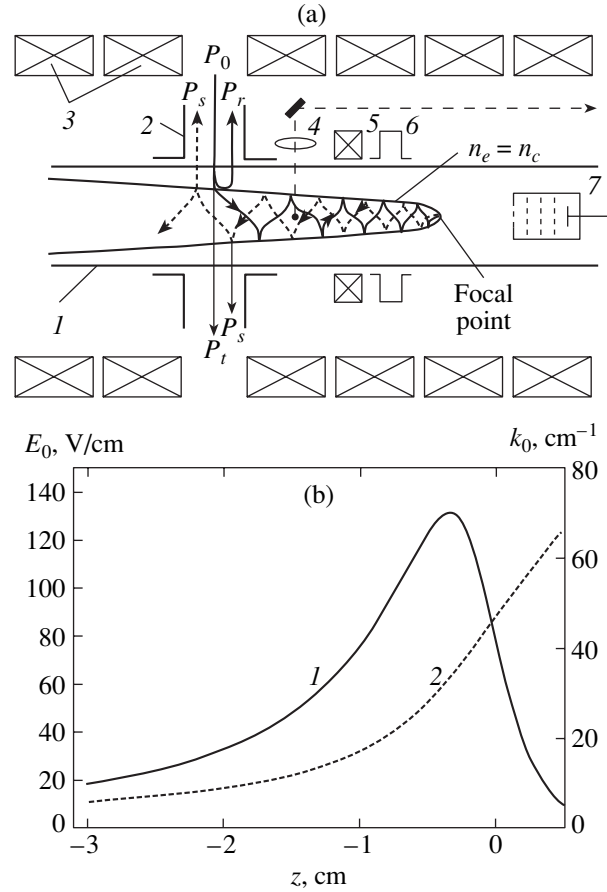 (a)
P₀
Pₛ Pᵣ
3 2 4 5 6 nₑ = n_c
7
1
Focal
point
Pₛ
Pₜ
E₀, V/cm k₀, cm⁻¹
(b)
140
120
100
80
60
40
20
0
80
60
40
20
0
1 2
−3 −2 −1 0
z, cm